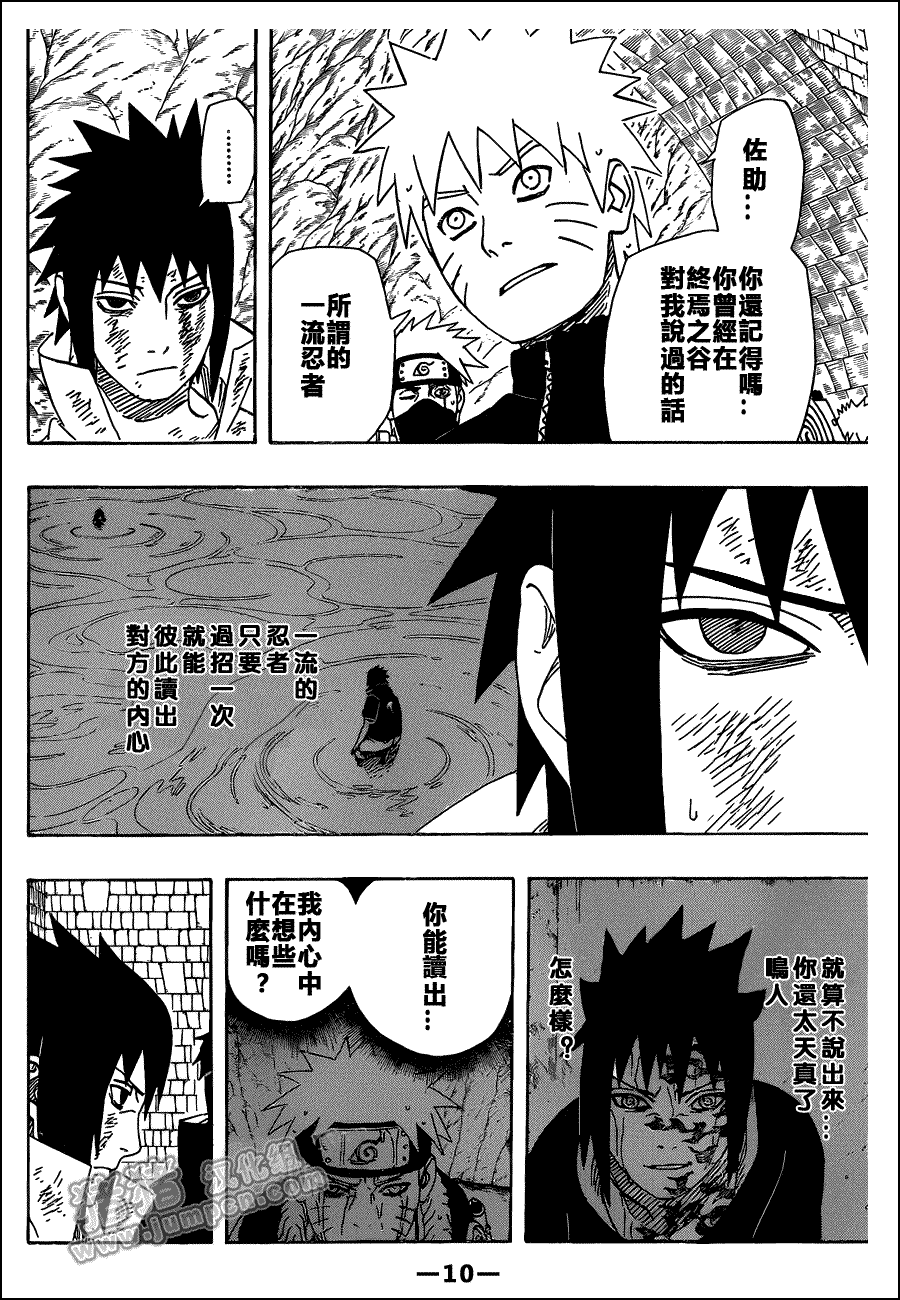 佐助…
你還記得嗎…
你曾經在
終焉之谷
對我說過的話
所謂的
一流忍者
………
一流的
忍者
只要
過招一次
就能
彼此讀出
對方的內心
就算不說出來…
你還太天真了
鳴人
怎麼樣?
你能讀出…
我內心中
在想些
什麼嗎?
汉化组
www.jumpcn.com
—10—